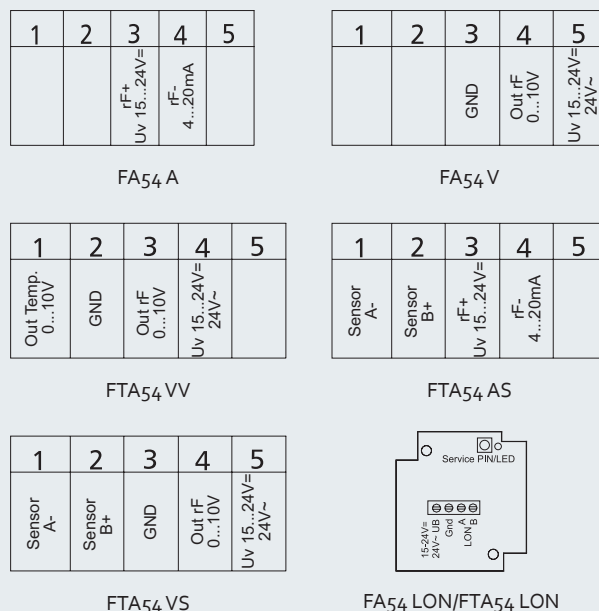 1 2 3 4 5
rF+
Uv 15...24V=
rF-
4...20mA
FA54 A
1 2 3 4 5
GND
Out rF
0...10V
Uv 15...24V=
24V~
FA54 V
1 2 3 4 5
Out Temp.
0...10V
GND
Out rF
0...10V
Uv 15...24V=
24V~
FTA54 VV
1 2 3 4 5
Sensor
A-
Sensor
B+
rF+
Uv 15...24V=
rF-
4...20mA
FTA54 AS
1 2 3 4 5
Sensor
A-
Sensor
B+
GND
Out rF
0...10V
Uv 15...24V=
24V~
FTA54 VS
Service PIN/LED
15-24V=
24V~ UB
Gnd
A
LON
B
FA54 LON/FTA54 LON